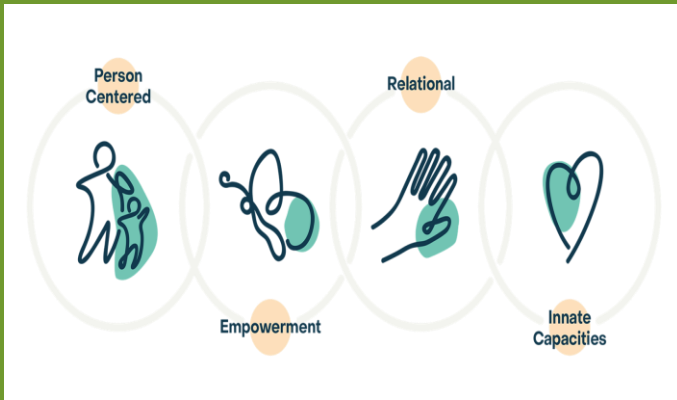 Person
Centered
Empowerment
Relational
Innate
Capacities